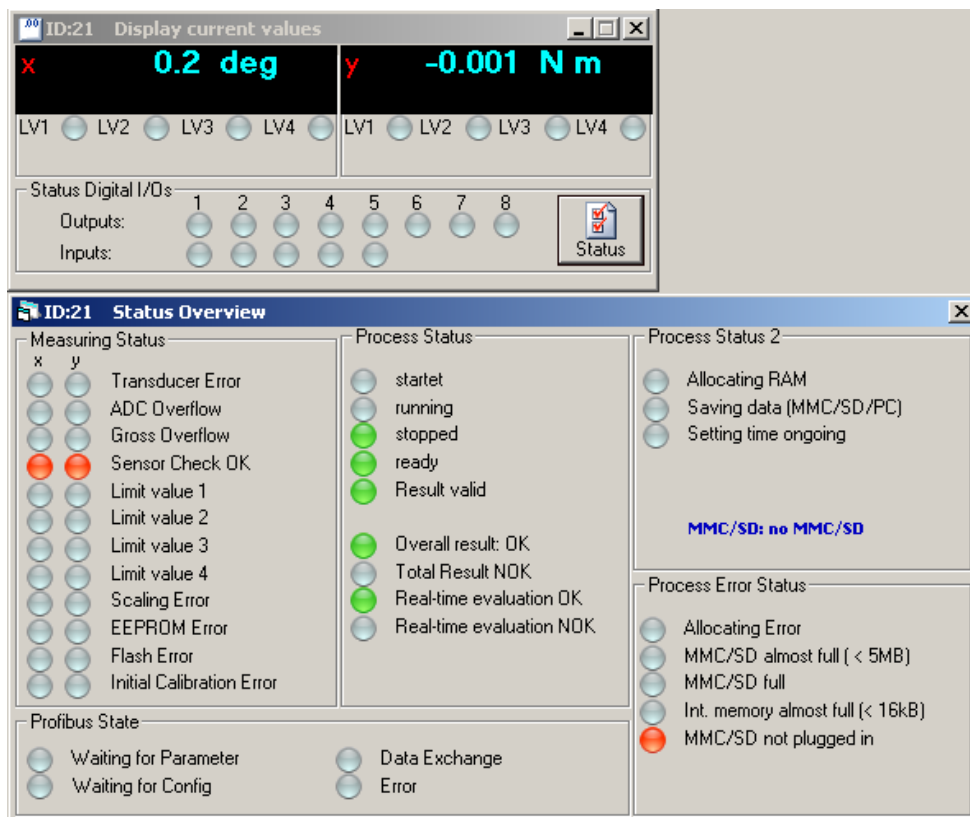 .00 ID:21 Display current values
x 0.2 deg y -0.001 N m
LV1 LV2 LV3 LV4 LV1 LV2 LV3 LV4
Status Digital I/Os
1 2 3 4 5 6 7 8
Outputs:
Inputs:
Status
ID:21 Status Overview
Measuring Status
x y
Transducer Error
ADC Overflow
Gross Overflow
Sensor Check OK
Limit value 1
Limit value 2
Limit value 3
Limit value 4
Scaling Error
EEPROM Error
Flash Error
Initial Calibration Error
Process Status
startet
running
stopped
ready
Result valid
Overall result: OK
Total Result NOK
Real-time evaluation OK
Real-time evaluation NOK
Process Status 2
Allocating RAM
Saving data (MMC/SD/PC)
Setting time ongoing
MMC/SD: no MMC/SD
Process Error Status
Allocating Error
MMC/SD almost full ( < 5MB)
MMC/SD full
Int. memory almost full (< 16kB)
MMC/SD not plugged in
Profibus State
Waiting for Parameter
Waiting for Config
Data Exchange
Error